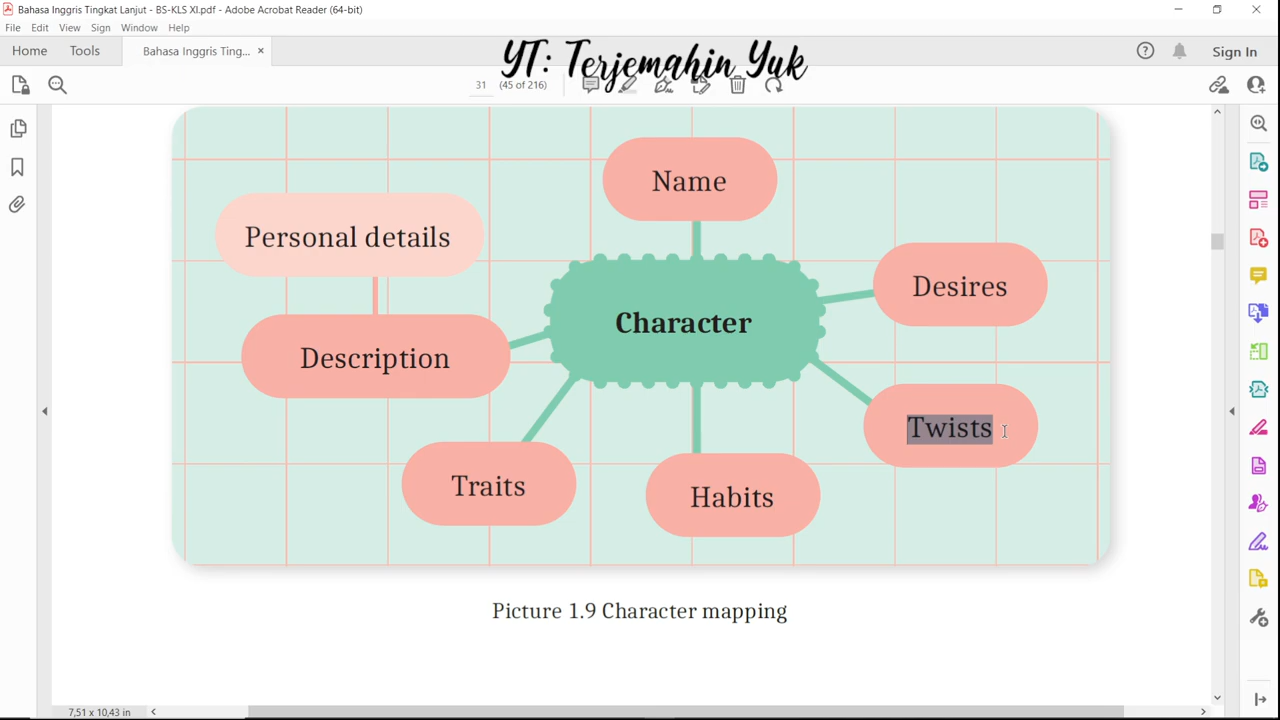 Bahasa Inggris Tingkat Lanjut - BS-KLS XI.pdf - Adobe Acrobat Reader (64-bit)
File Edit View Sign Window Help
Home Tools Bahasa Inggris Ting... × Sign In
YT: Terjemahin Yuk
31 (45 of 216)
Name
Personal details
Desires
Character
Description
Twists
Traits
Habits
Picture 1.9 Character mapping
7,51 x 10,43 in